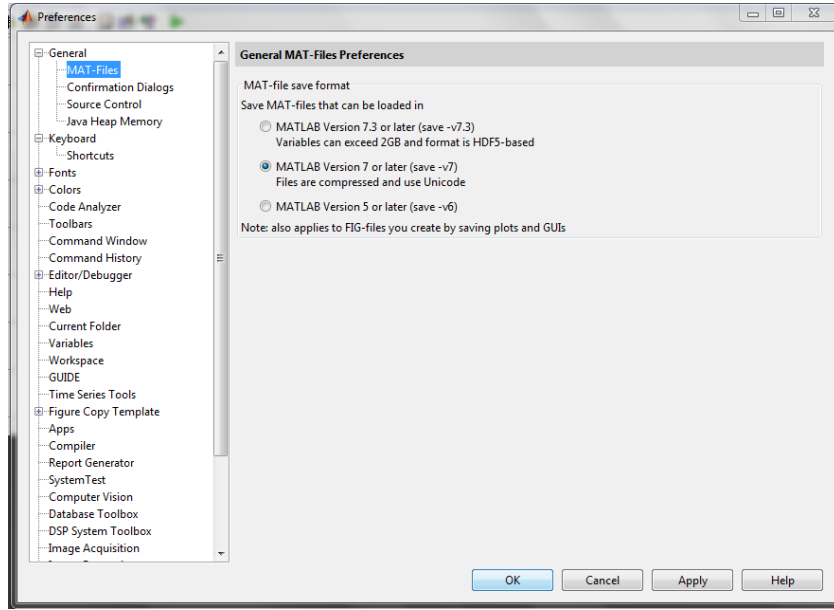 Preferences
General
MAT-Files
Confirmation Dialogs
Source Control
Java Heap Memory
Keyboard
Shortcuts
Fonts
Colors
Code Analyzer
Toolbars
Command Window
Command History
Editor/Debugger
Help
Web
Current Folder
Variables
Workspace
GUIDE
Time Series Tools
Figure Copy Template
Apps
Compiler
Report Generator
SystemTest
Computer Vision
Database Toolbox
DSP System Toolbox
Image Acquisition
General MAT-Files Preferences
MAT-file save format
Save MAT-files that can be loaded in
MATLAB Version 7.3 or later (save -v7.3)
Variables can exceed 2GB and format is HDF5-based
MATLAB Version 7 or later (save -v7)
Files are compressed and use Unicode
MATLAB Version 5 or later (save -v6)
Note: also applies to FIG-files you create by saving plots and GUIs
OK Cancel Apply Help